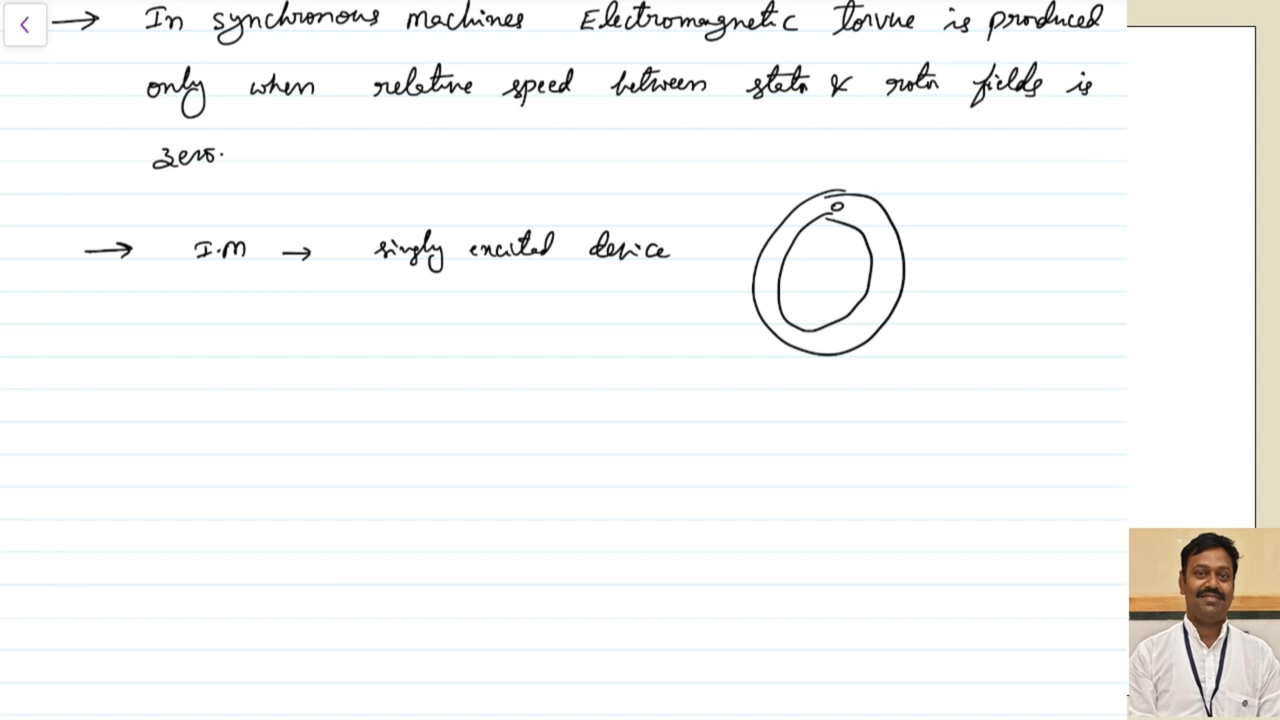 → In synchronous machines Electromagnetic torvue is produced
only when relative speed between stator & rotor fields is
zero.
→ I.M → singly excited device